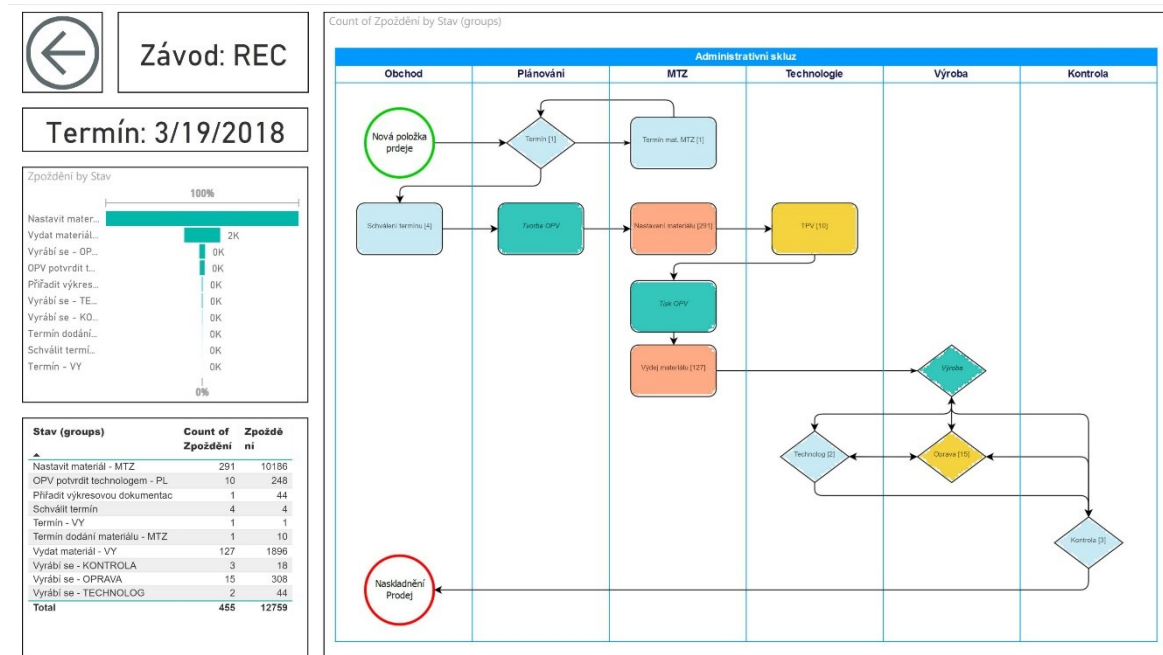 Závod: REC
Termín: 3/19/2018
Zpoždění by Stav
100%
Nastavit mater...
Vydat materiál... 2K
Vyrábí se - OP... 0K
OPV potvrdit t... 0K
Přiřadit výkres... 0K
Vyrábí se - TE... 0K
Vyrábí se - KO... 0K
Termín dodání... 0K
Schválit termí... 0K
Termín - VY 0K
0%
Stav (groups) Count of Zpoždě
Zpoždění ní
Nastavit materiál - MTZ 291 10186
OPV potvrdit technologem - PL 10 248
Přiřadit výkresovou dokumentac 1 44
Schválit termín 4 4
Termín - VY 1 1
Termín dodání materiálu - MTZ 1 10
Vydat materiál - VY 127 1896
Vyrábí se - KONTROLA 3 18
Vyrábí se - OPRAVA 15 308
Vyrábí se - TECHNOLOG 2 44
Total 455 12759
Count of Zpoždění by Stav (groups)
Administrativní skluz
Obchod Plánování MTZ Technologie Výroba Kontrola
Nová položka
prdeje
Termín [1]
Termín mat. MTZ [1]
Schválení termínu [4]
Tvorba OPV
Nastavaní materiálu [291]
TPV [10]
Tisk OPV
Výdej materiálu [127]
Výroba
Technolog [2]
Oprava [15]
Kontrola [3]
Naskladnění
Prodej